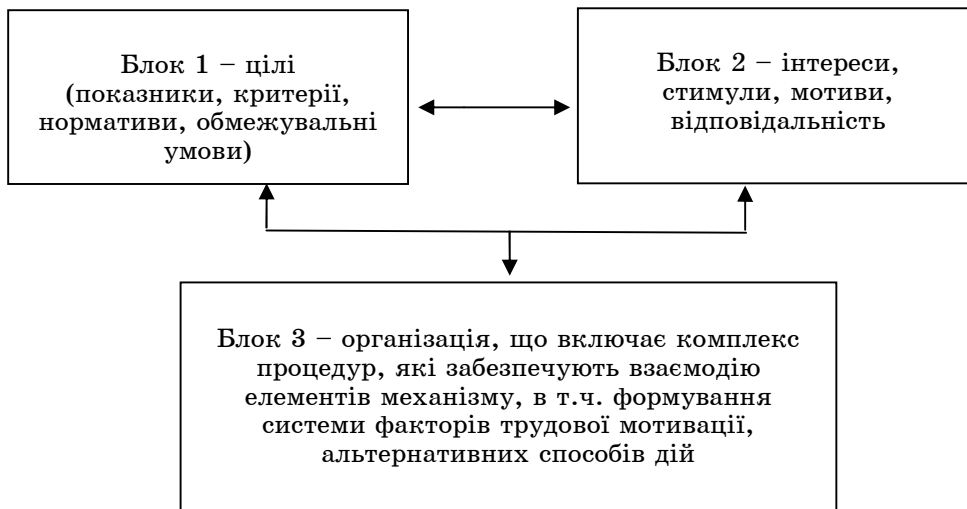 Блок 1 – цілі
(показники, критерії,
нормативи, обмежувальні
умови)
Блок 2 – інтереси,
стимули, мотиви,
відповідальність
Блок 3 – організація, що включає комплекс
процедур, які забезпечують взаємодію
елементів механізму, в т.ч. формування
системи факторів трудової мотивації,
альтернативних способів дій